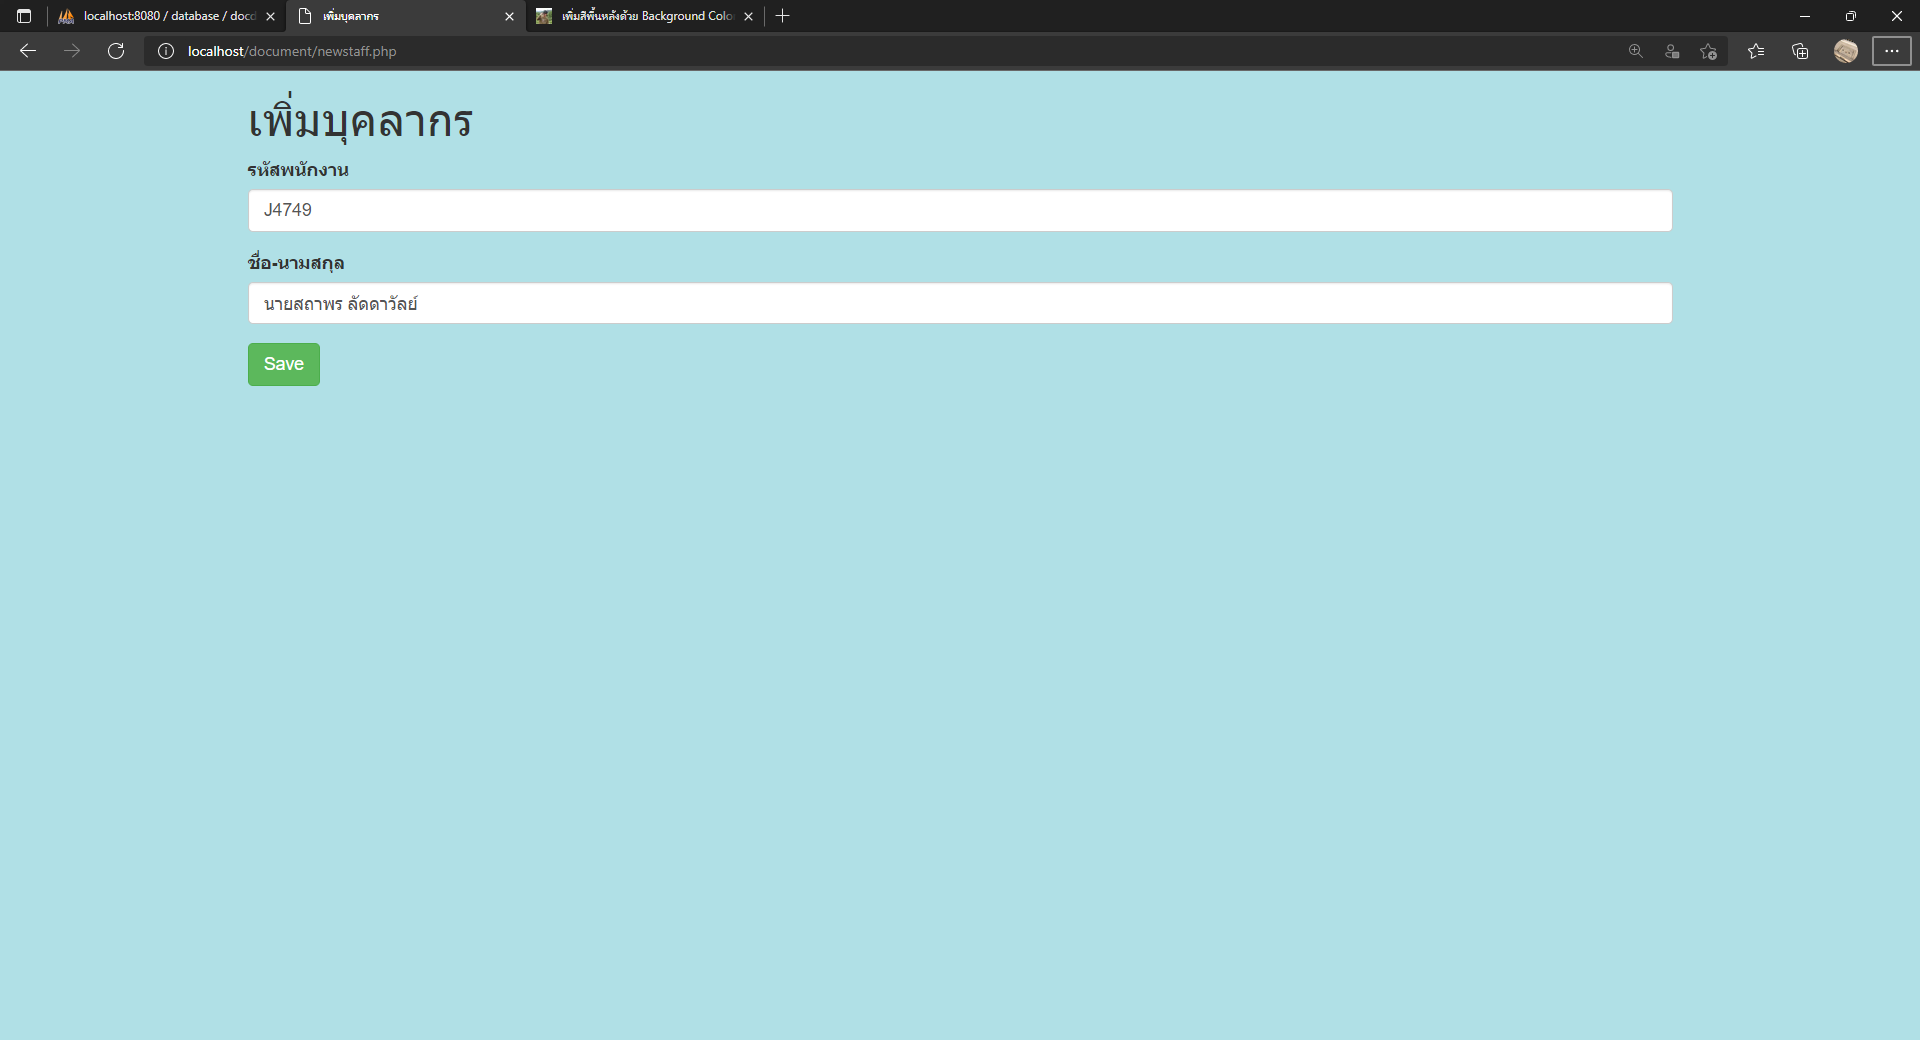 localhost:8080 / database / docd
เพิ่มบุคลากร
เพิ่มสีพื้นหลังด้วย Background Color
localhost/document/newstaff.php
เพิ่มบุคลากร
รหัสพนักงาน
J4749
ชื่อ-นามสกุล
นายสถาพร ลัดดาวัลย์
Save